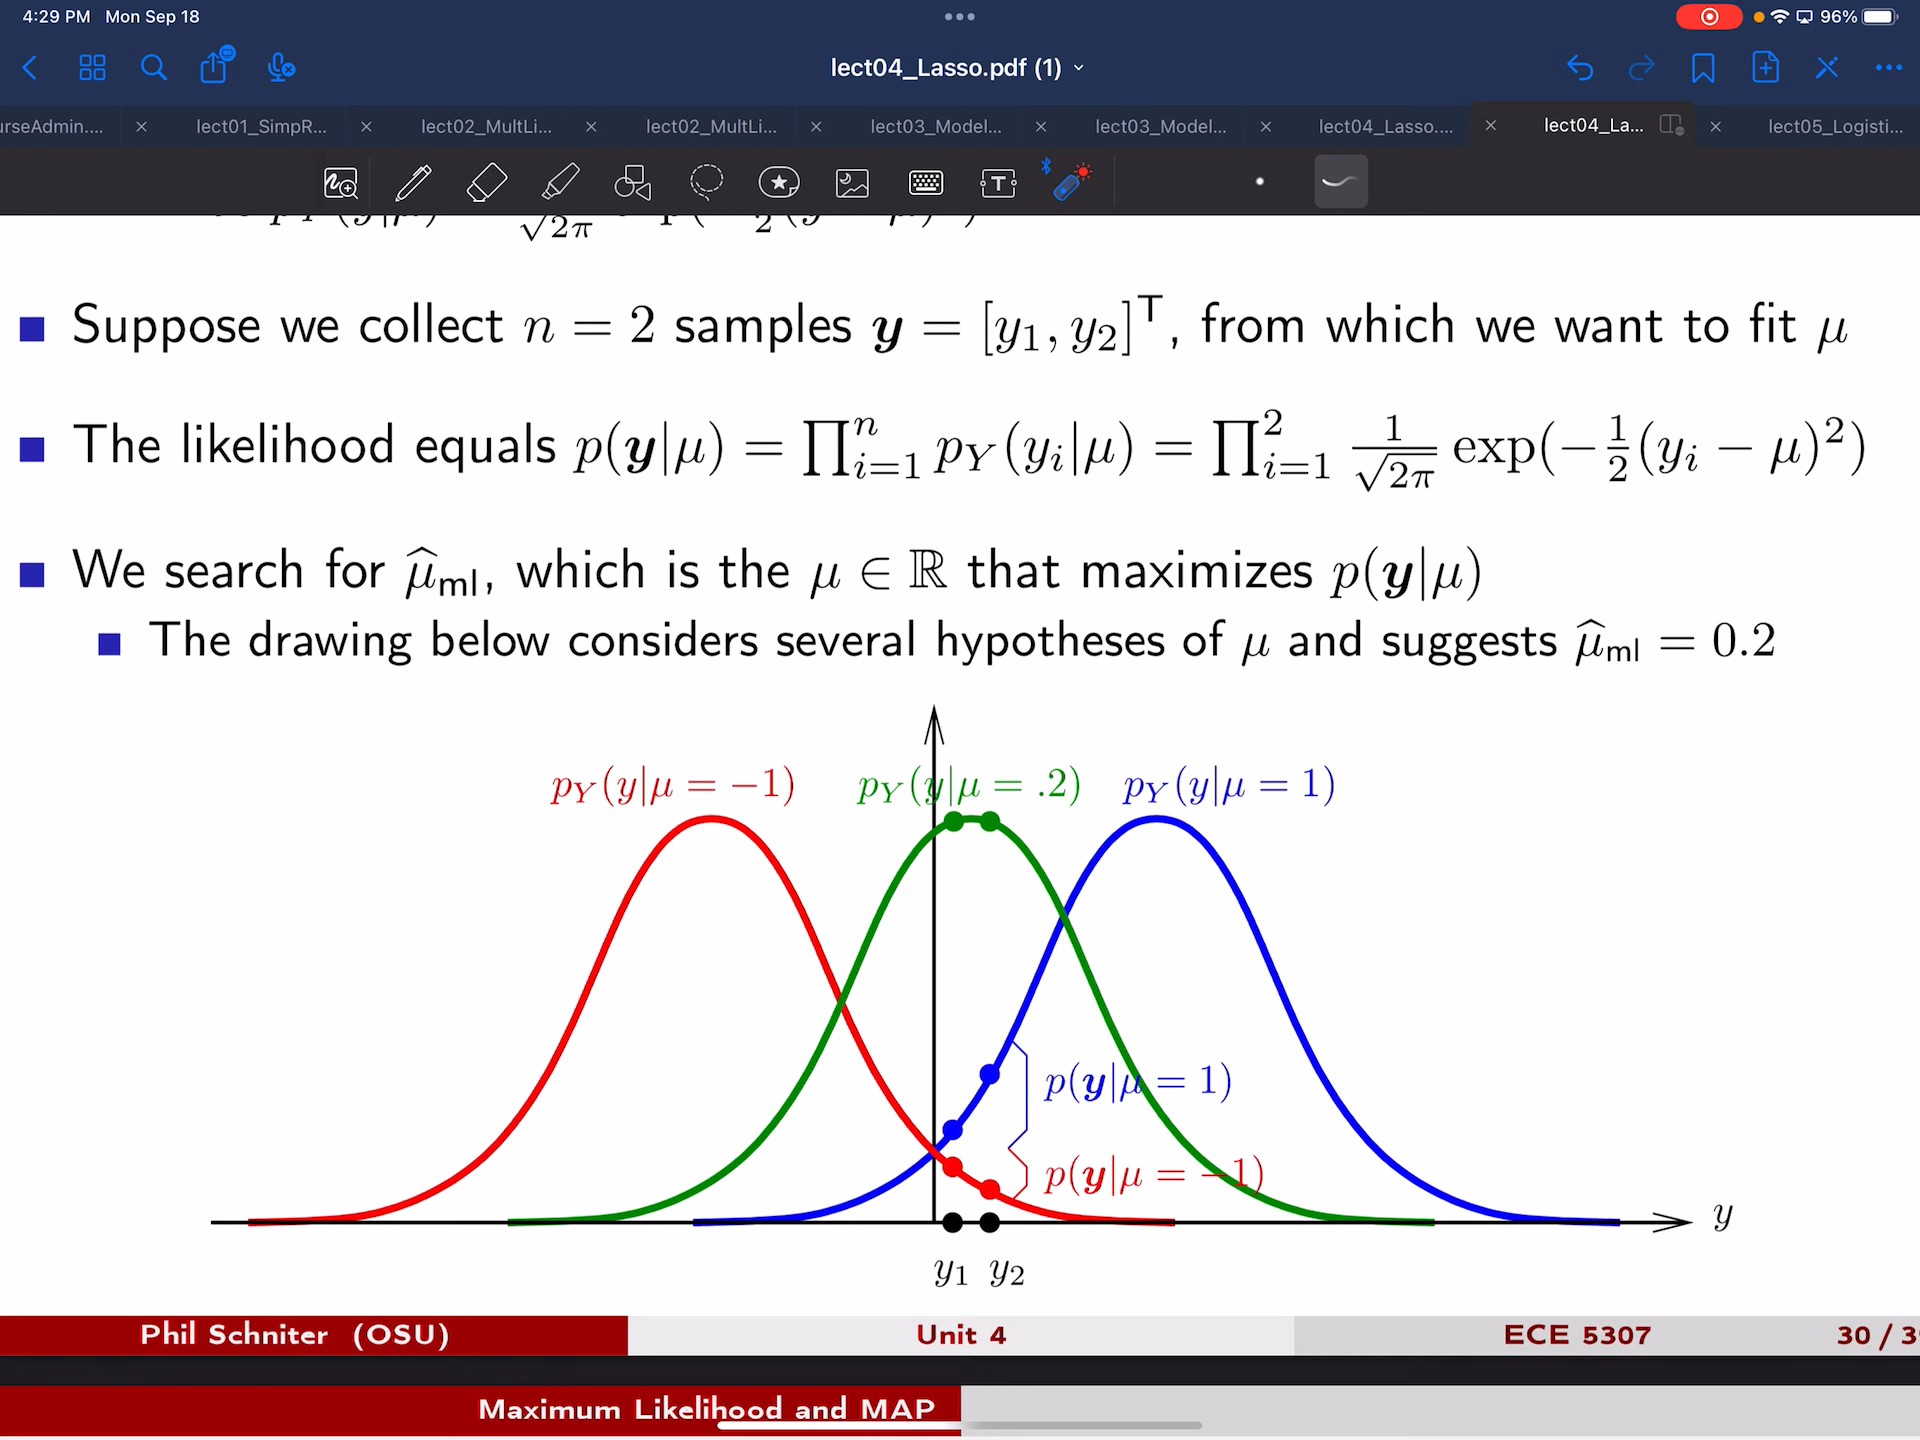 4:29 PM Mon Sep 18
96%
lect04_Lasso.pdf (1)
urseAdmin.... lect01_SimpR... lect02_MultLi... lect02_MultLi... lect03_Model... lect03_Model... lect04_Lasso.... lect04_La... lect05_Logisti...
T
√2π 2
Suppose we collect n = 2 samples y = [y₁, y₂]ᵀ, from which we want to fit μ
The likelihood equals p(y|μ) = ∏ⁿᵢ₌₁ p_Y(yᵢ|μ) = ∏²ᵢ₌₁ 1/√2π exp(−½(yᵢ − μ)²)
We search for μ̂_ml, which is the μ ∈ ℝ that maximizes p(y|μ)
The drawing below considers several hypotheses of μ and suggests μ̂_ml = 0.2
p_Y(y|μ = −1) p_Y(y|μ = .2) p_Y(y|μ = 1)
p(y|μ = 1)
p(y|μ = −1)
y
y₁ y₂
Phil Schniter (OSU) Unit 4 ECE 5307 30 / 3
Maximum Likelihood and MAP